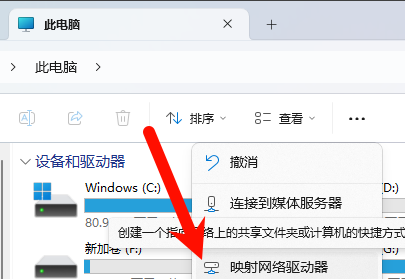 此电脑
此电脑
排序
查看
设备和驱动器
撤消
Windows (C:)
(D:)
连接到媒体服务器
80.9
创建一个指
络上的共享文件夹或计算机的快捷方式
新加卷 (F:)
(G:)
映射网络驱动器